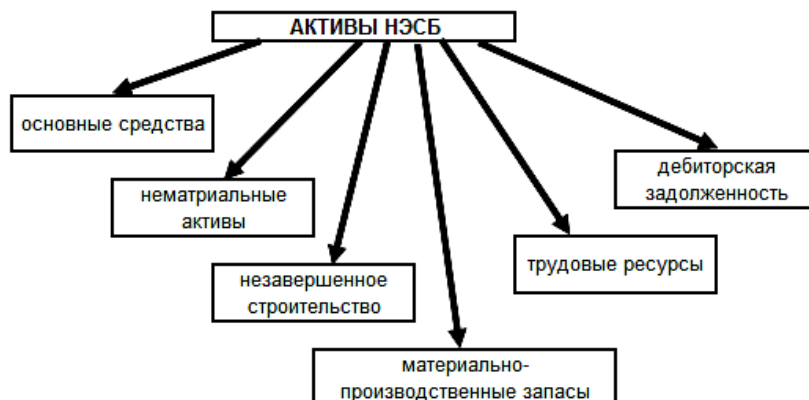 АКТИВЫ НЭСБ
основные средства
нематриальные
активы
незавершенное
строительство
материально-
производственные запасы
трудовые ресурсы
дебиторская
задолженность